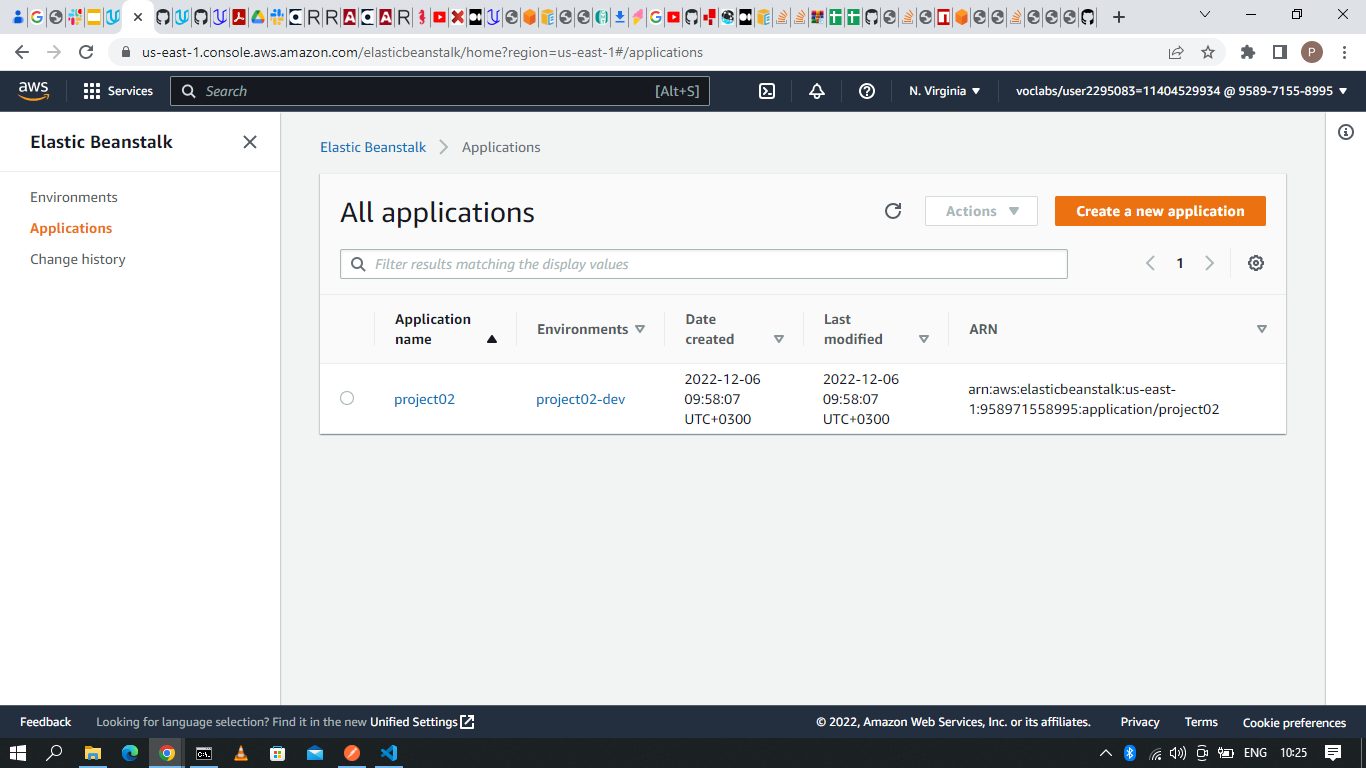 us-east-1.console.aws.amazon.com/elasticbeanstalk/home?region=us-east-1#/applications
P
aws
Services
Search
[Alt+S]
N. Virginia
voclabs/user2295083=11404529934 @ 9589-7155-8995
Elastic Beanstalk
Environments
Applications
Change history
Elastic Beanstalk
Applications
All applications
Actions
Create a new application
Filter results matching the display values
1
Application
name
Environments
Date
created
Last
modified
ARN
project02
project02-dev
2022-12-06
09:58:07
UTC+0300
2022-12-06
09:58:07
UTC+0300
arn:aws:elasticbeanstalk:us-east-
1:958971558995:application/project02
Feedback
Looking for language selection? Find it in the new Unified Settings
© 2022, Amazon Web Services, Inc. or its affiliates.
Privacy
Terms
Cookie preferences
ENG
10:25